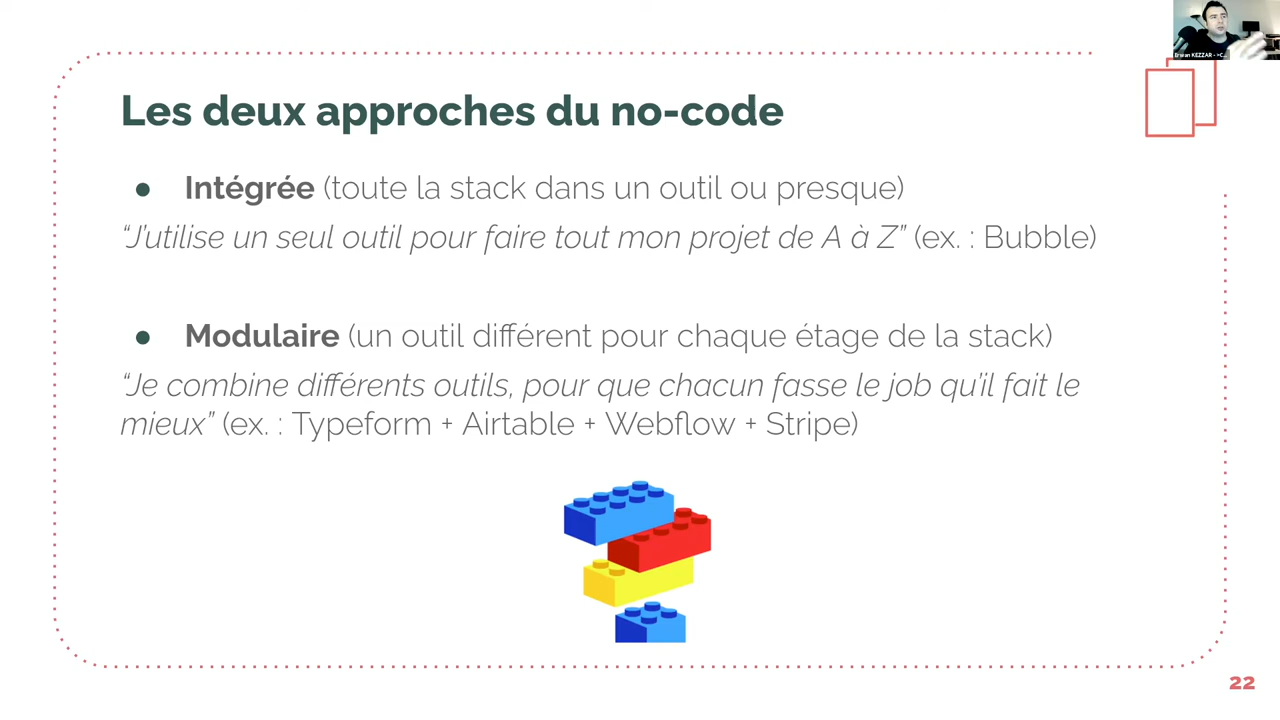 Erwan KEZZAR - >C...
Les deux approches du no-code
● Intégrée (toute la stack dans un outil ou presque)
“J’utilise un seul outil pour faire tout mon projet de A à Z” (ex. : Bubble)
● Modulaire (un outil différent pour chaque étage de la stack)
“Je combine différents outils, pour que chacun fasse le job qu’il fait le
mieux” (ex. : Typeform + Airtable + Webflow + Stripe)
22